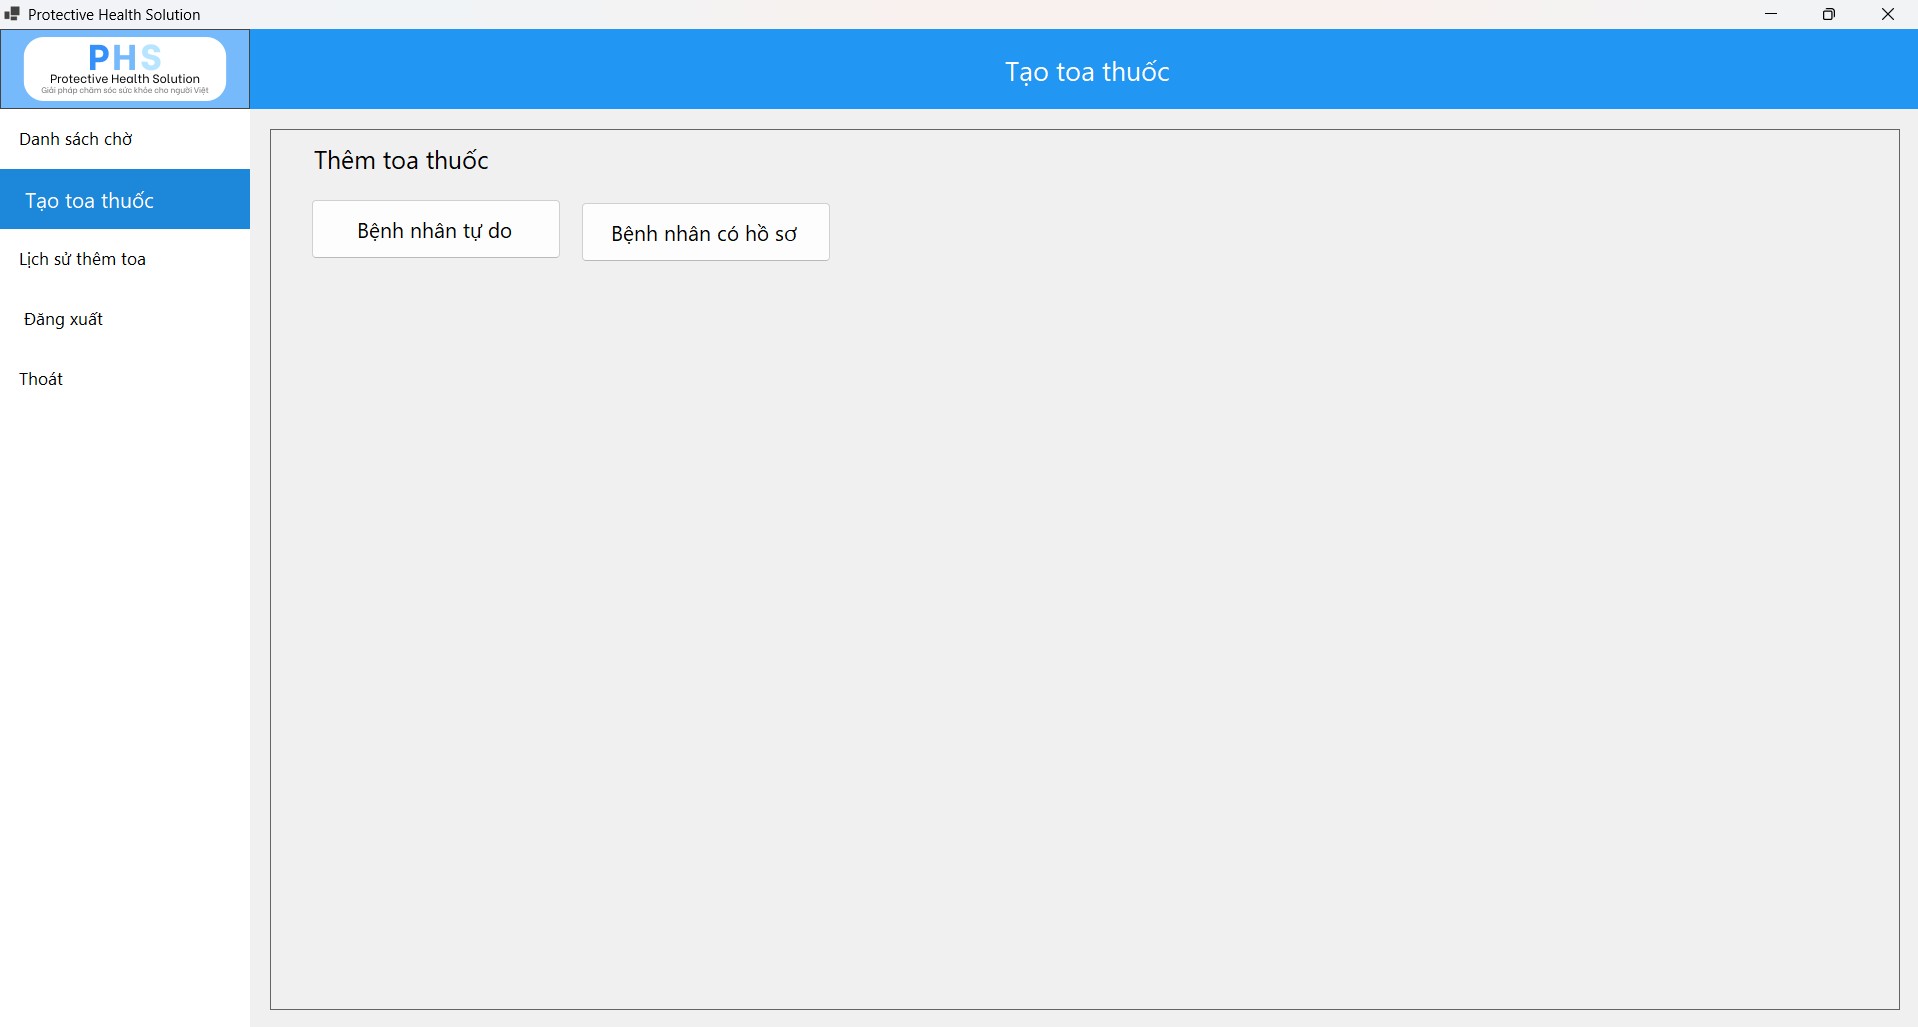 Protective Health Solution
PHS
Protective Health Solution
Giải pháp chăm sóc sức khỏe cho người Việt
Tạo toa thuốc
Danh sách chờ
Tạo toa thuốc
Lịch sử thêm toa
Đăng xuất
Thoát
Thêm toa thuốc
Bệnh nhân tự do
Bệnh nhân có hồ sơ